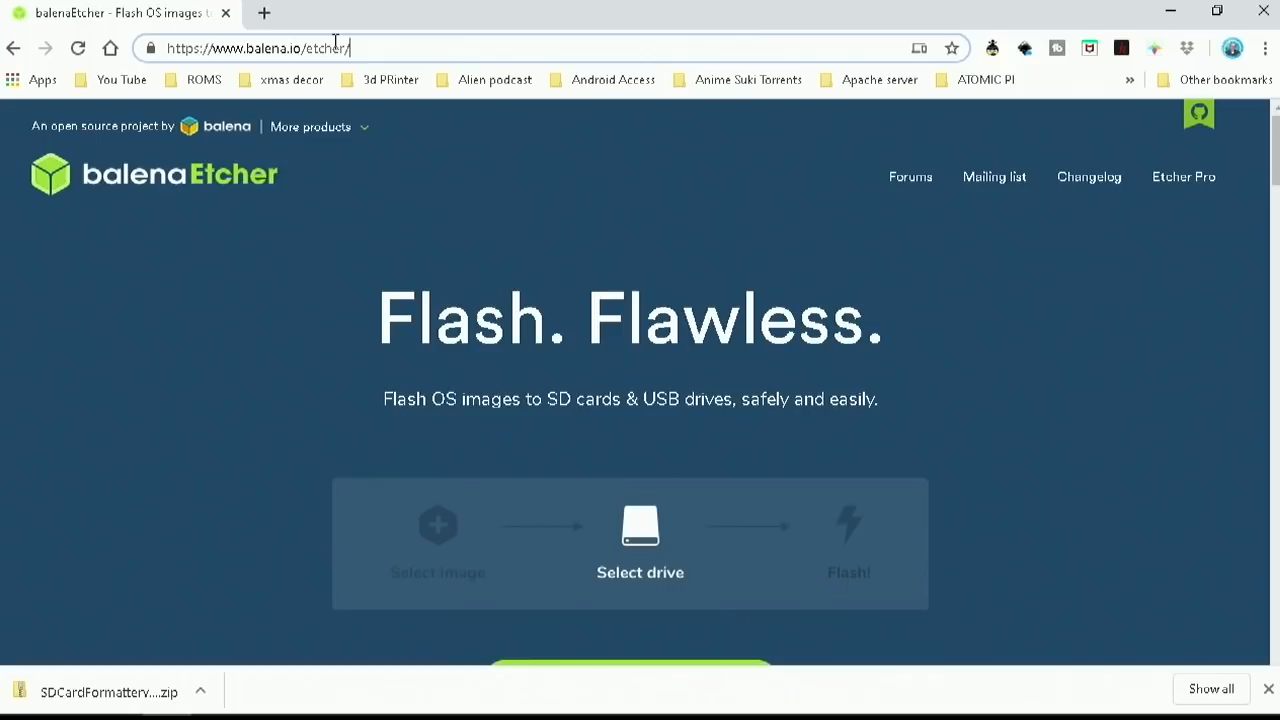 balenaEtcher - Flash OS images t
https://www.balena.io/etcher/
Apps You Tube ROMS xmas decor 3d PRinter Alien podcast Android Access Anime Suki Torrents Apache server ATOMIC PI » Other bookmarks
An open source project by balena | More products
balenaEtcher
Forums Mailing list Changelog Etcher Pro
Flash. Flawless.
Flash OS images to SD cards & USB drives, safely and easily.
Select image Select drive Flash!
SDCardFormatterv....zip Show all